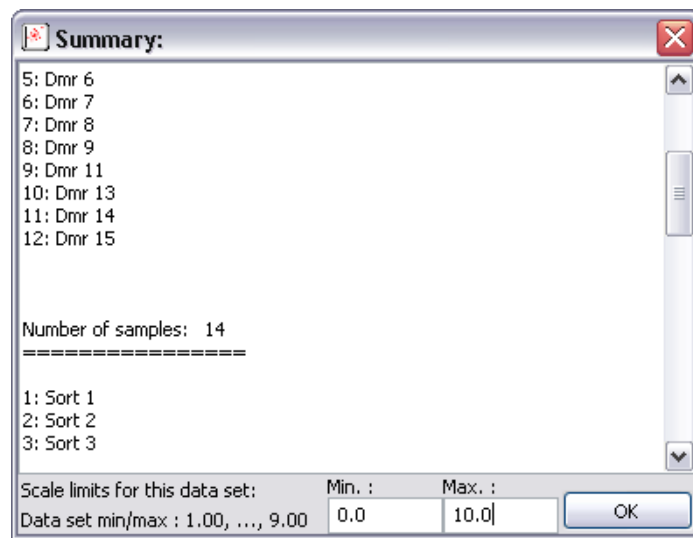 Summary:
5: Dmr 6
6: Dmr 7
7: Dmr 8
8: Dmr 9
9: Dmr 11
10: Dmr 13
11: Dmr 14
12: Dmr 15
Number of samples: 14
=================
1: Sort 1
2: Sort 2
3: Sort 3
Scale limits for this data set: Min. : Max. :
Data set min/max : 1.00, ..., 9.00 0.0 10.0 OK